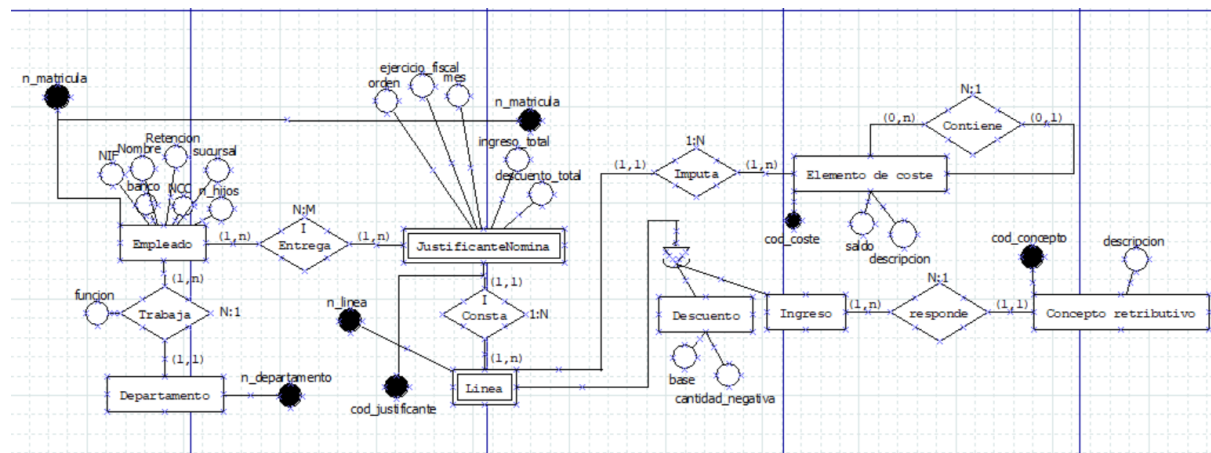 ejercicio_fiscal
orden
mes
n_matricula
n_matricula
N:1
(0,n)
Contiene
(0,1)
Retencion
NIF
Nombre
sucursal
banco
NCC
n_hijos
ingreso_total
descuento_total
1:N
(1,1)
Imputa
(1,n)
Elemento de coste
N:M
I
Empleado
(1,n)
Entrega
(1,n)
JustificanteNomina
cod_coste
saldo
descripcion
cod_concepto
descripcion
(1,n)
funcion
Trabaja
N:1
(1,1)
n_linea
(1,1)
I
Consta
1:N
(1,n)
Descuento
Ingreso
(1,n)
N:1
responde
(1,1)
Concepto retributivo
Departamento
n_departamento
cod_justificante
Linea
base
cantidad_negativa